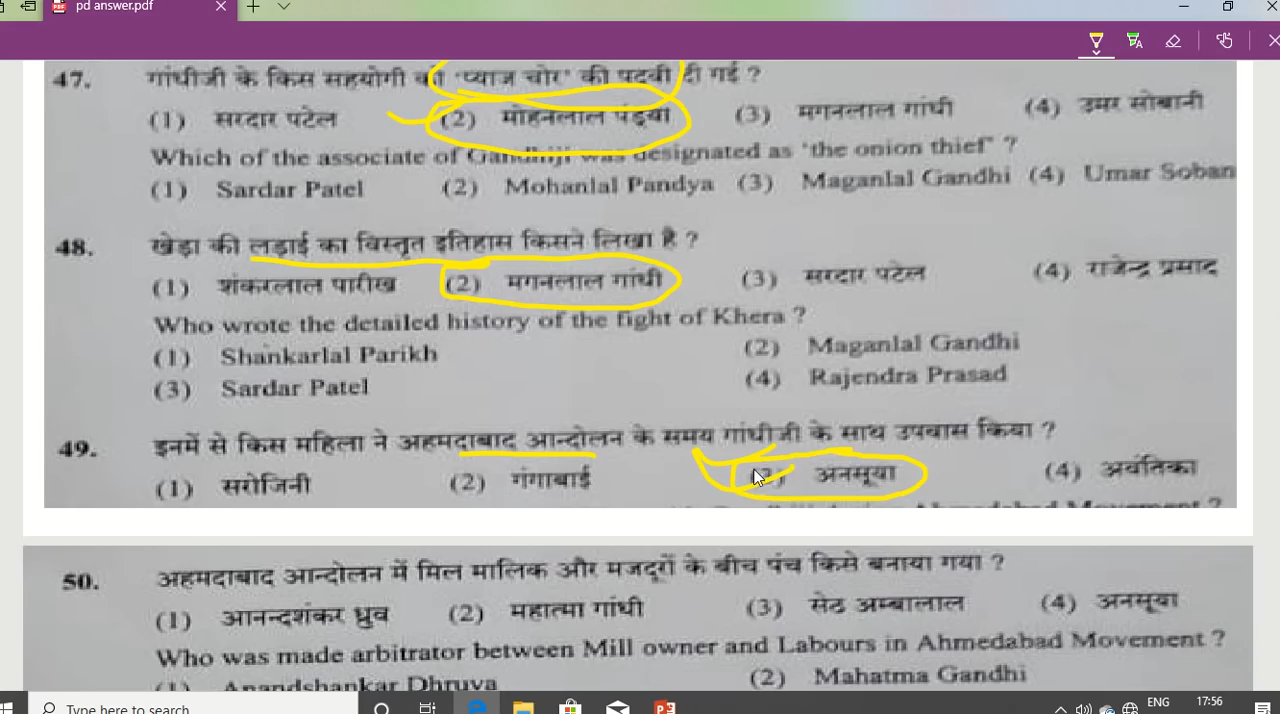 pd answer.pdf
47. गांधीजी के किस सहयोगी को 'प्याज चोर' की पदवी दी गई ?
(1) सरदार पटेल (2) मोहनलाल पंड्या (3) मगनलाल गांधी (4) उमर सोबानी
Which of the associate of Gandhiji was designated as 'the onion thief' ?
(1) Sardar Patel (2) Mohanlal Pandya (3) Maganlal Gandhi (4) Umar Soban
48. खेड़ा की लड़ाई का विस्तृत इतिहास किसने लिखा है ?
(1) शंकरलाल पारीख (2) मगनलाल गांधी (3) सरदार पटेल (4) राजेन्द्र प्रसाद
Who wrote the detailed history of the fight of Khera ?
(1) Shankarlal Parikh (2) Maganlal Gandhi
(3) Sardar Patel (4) Rajendra Prasad
49. इनमें से किस महिला ने अहमदाबाद आन्दोलन के समय गांधीजी के साथ उपवास किया ?
(1) सरोजिनी (2) गंगाबाई (3) अनसूया (4) अवंतिका
50. अहमदाबाद आन्दोलन में मिल मालिक और मजदूरों के बीच पंच किसे बनाया गया ?
(1) आनन्दशंकर ध्रुव (2) महात्मा गांधी (3) सेठ अम्बालाल (4) अनसूया
Who was made arbitrator between Mill owner and Labours in Ahmedabad Movement ?
(1) Anandshankar Dhruva (2) Mahatma Gandhi
Type here to search ENG 17:56